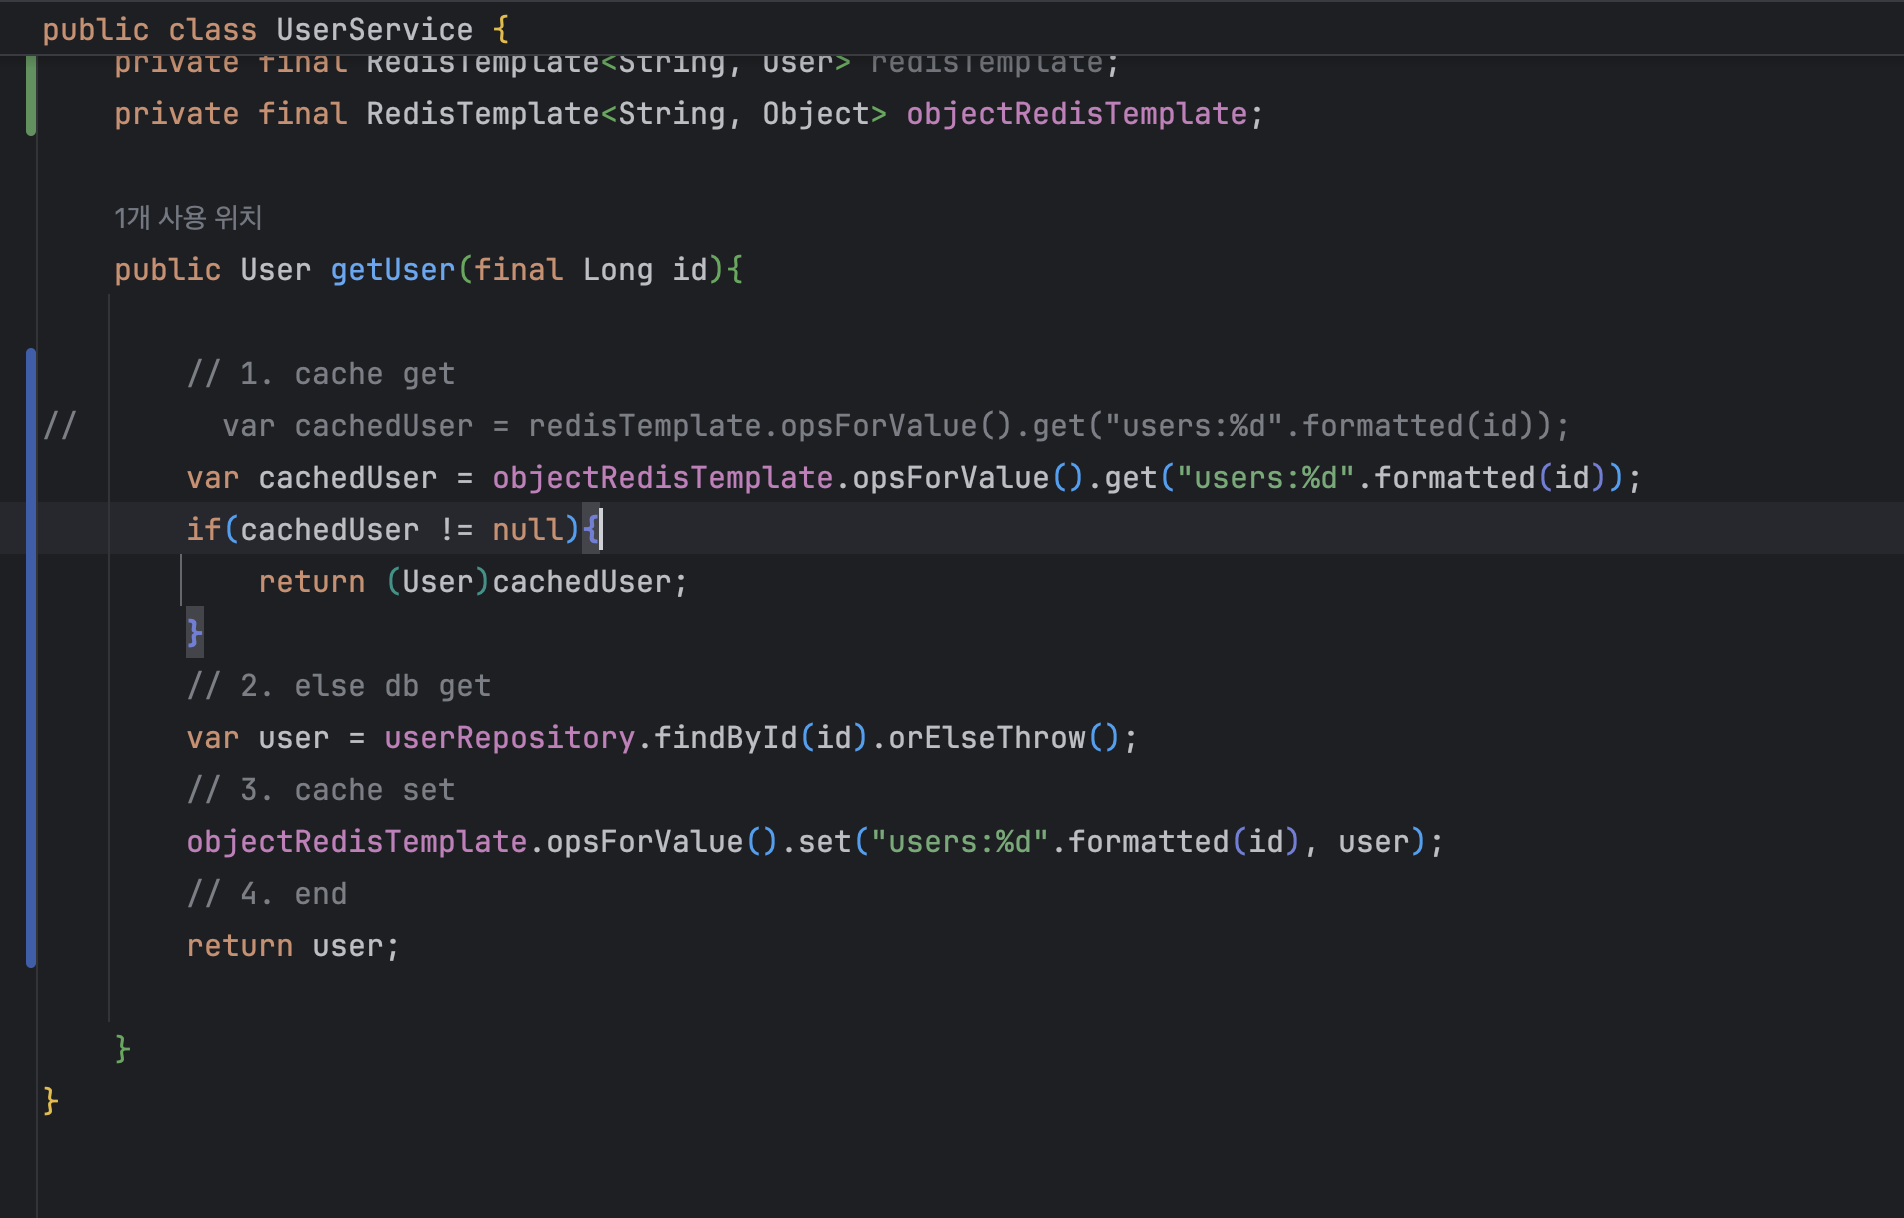 public class UserService {
private final RedisTemplate<String, User> redisTemplate;
private final RedisTemplate<String, Object> objectRedisTemplate;
1개 사용 위치
public User getUser(final Long id){
// 1. cache get
//        var cachedUser = redisTemplate.opsForValue().get("users:%d".formatted(id));
var cachedUser = objectRedisTemplate.opsForValue().get("users:%d".formatted(id));
if(cachedUser != null){
return (User)cachedUser;
}
// 2. else db get
var user = userRepository.findById(id).orElseThrow();
// 3. cache set
objectRedisTemplate.opsForValue().set("users:%d".formatted(id), user);
// 4. end
return user;
}
}